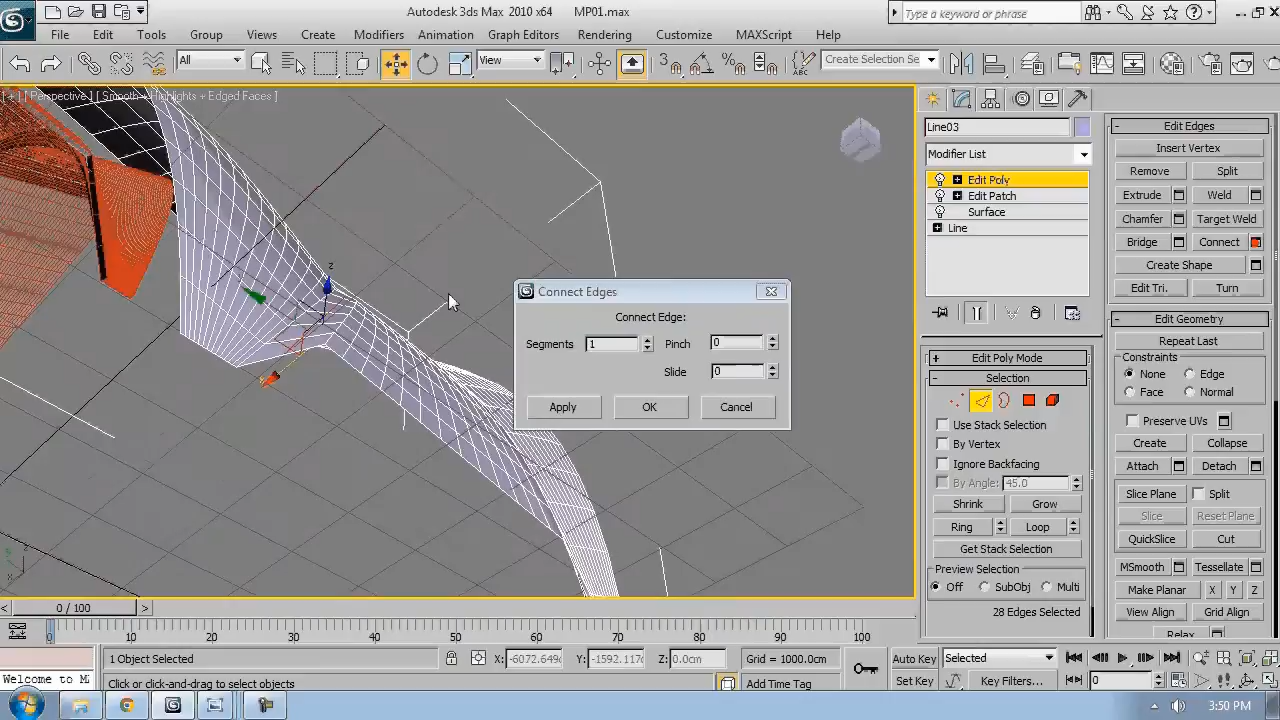 Autodesk 3ds Max 2010 x64 MP01.max
Type a keyword or phrase
File Edit Tools Group Views Create Modifiers Animation Graph Editors Rendering Customize MAXScript Help
All View Create Selection Se
[ + ] [ Perspective ] [ Smooth + Highlights + Edged Faces ]
Line03
Modifier List
Edit Poly
Edit Patch
Surface
Line
Edit Edges
Insert Vertex
Remove Split
Extrude Weld
Chamfer Target Weld
Bridge Connect
Create Shape
Edit Tri. Turn
z
Connect Edges
Connect Edge:
Segments 1 Pinch 0
Slide 0
Apply OK Cancel
Edit Poly Mode
Selection
Use Stack Selection
By Vertex
Ignore Backfacing
By Angle: 45.0
Shrink Grow
Ring Loop
Get Stack Selection
Preview Selection
Off SubObj Multi
28 Edges Selected
Edit Geometry
Repeat Last
Constraints
None Edge
Face Normal
Preserve UVs
Create Collapse
Attach Detach
Slice Plane Split
Slice Reset Plane
QuickSlice Cut
MSmooth Tessellate
Make Planar X Y Z
View Align Grid Align
Relax
z
x
< 0 / 100 >
0 10 20 30 40 50 60 70 80 90 100
1 Object Selected X: -6072.649c Y: -1592.117c Z: 0.0cm Grid = 1000.0cm Auto Key Selected
Welcome to M Click or click-and-drag to select objects Add Time Tag Set Key Key Filters... 0
3:50 PM